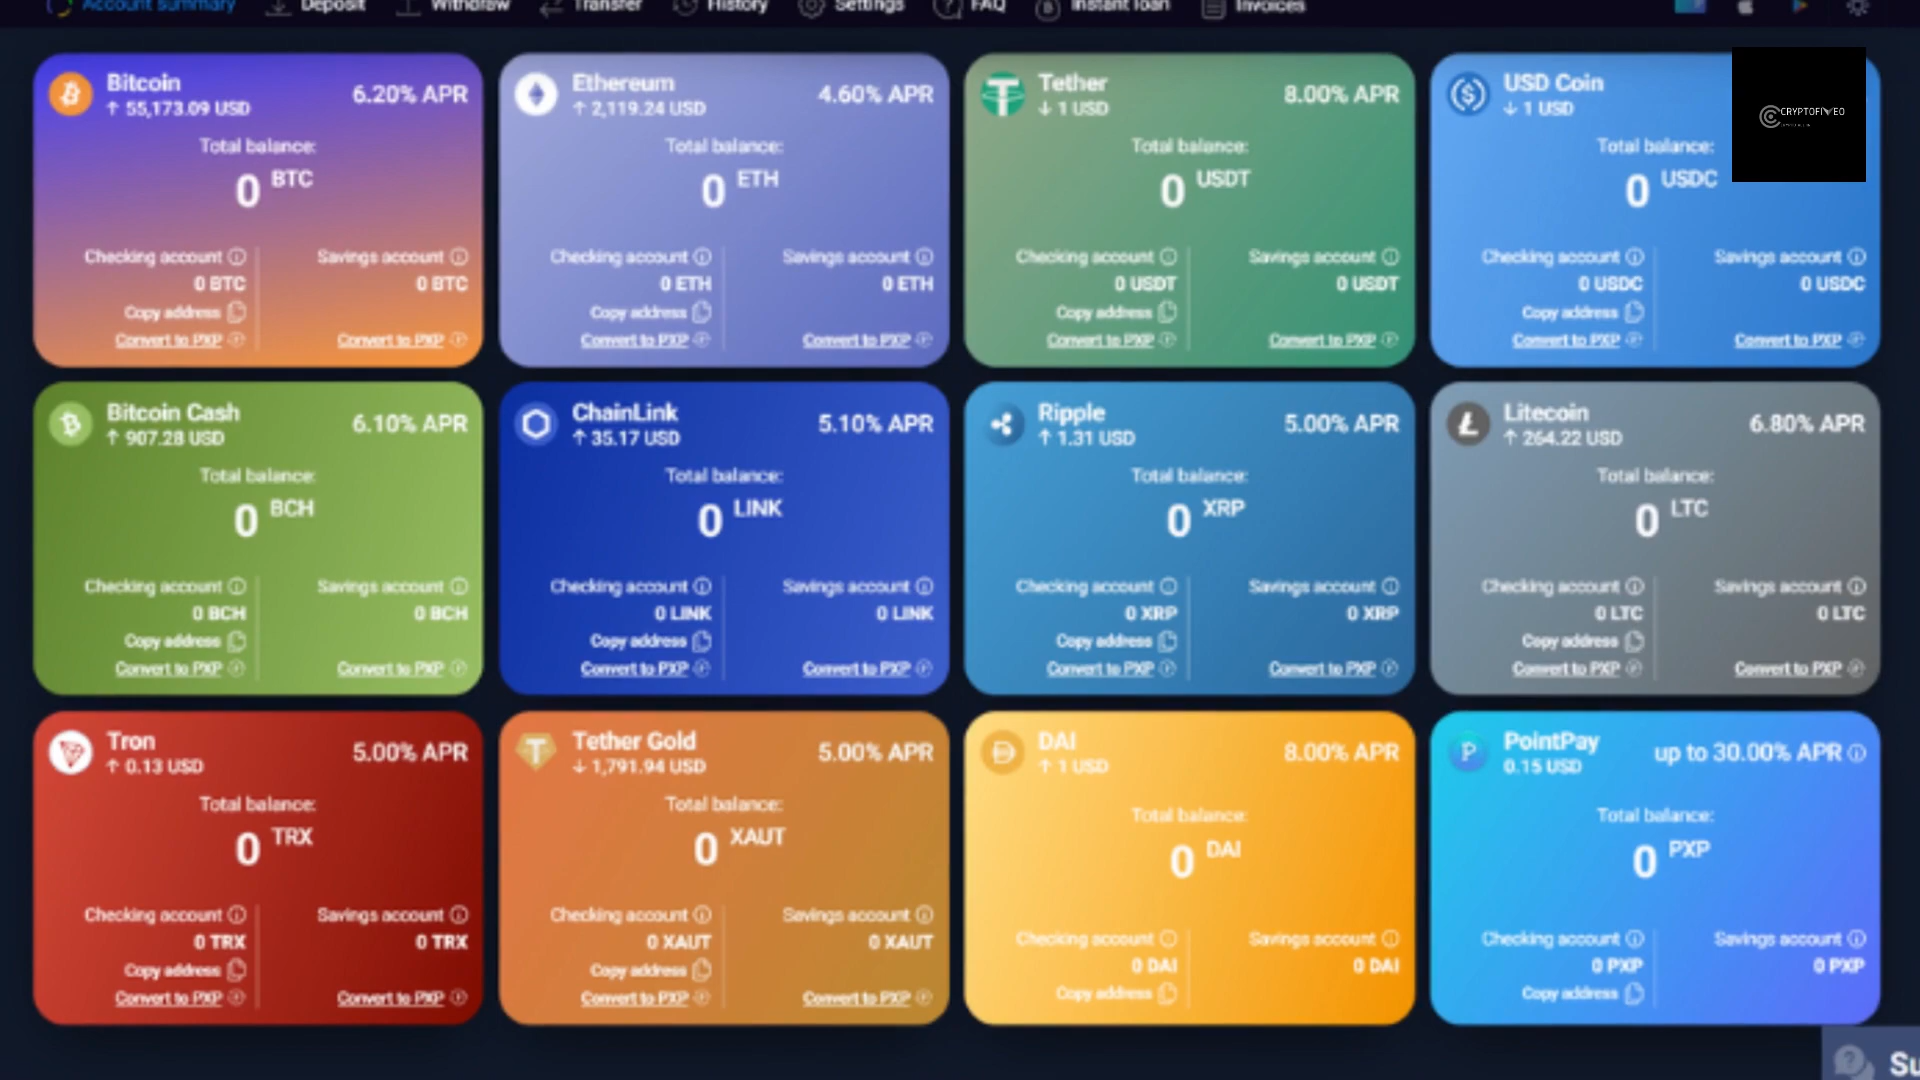 Account summary
Deposit
Withdraw
Transfer
History
Settings
FAQ
Instant loan
Invoices
Bitcoin
↑ 55,173.09 USD
6.20% APR
Total balance:
0 BTC
Checking account
0 BTC
Copy address
Convert to PXP
Savings account
0 BTC
Convert to PXP
Ethereum
↑ 2,119.24 USD
4.60% APR
Total balance:
0 ETH
Checking account
0 ETH
Copy address
Convert to PXP
Savings account
0 ETH
Convert to PXP
Tether
↓ 1 USD
8.00% APR
Total balance:
0 USDT
Checking account
0 USDT
Copy address
Convert to PXP
Savings account
0 USDT
Convert to PXP
USD Coin
↓ 1 USD
CRYPTOFIVEO
Total balance:
0 USDC
Checking account
0 USDC
Copy address
Convert to PXP
Savings account
0 USDC
Convert to PXP
Bitcoin Cash
↑ 907.28 USD
6.10% APR
Total balance:
0 BCH
Checking account
0 BCH
Copy address
Convert to PXP
Savings account
0 BCH
Convert to PXP
ChainLink
↑ 35.17 USD
5.10% APR
Total balance:
0 LINK
Checking account
0 LINK
Copy address
Convert to PXP
Savings account
0 LINK
Convert to PXP
Ripple
↑ 1.31 USD
5.00% APR
Total balance:
0 XRP
Checking account
0 XRP
Copy address
Convert to PXP
Savings account
0 XRP
Convert to PXP
Litecoin
↑ 264.22 USD
6.80% APR
Total balance:
0 LTC
Checking account
0 LTC
Copy address
Convert to PXP
Savings account
0 LTC
Convert to PXP
Tron
↑ 0.13 USD
5.00% APR
Total balance:
0 TRX
Checking account
0 TRX
Copy address
Convert to PXP
Savings account
0 TRX
Convert to PXP
Tether Gold
↓ 1,791.94 USD
5.00% APR
Total balance:
0 XAUT
Checking account
0 XAUT
Copy address
Convert to PXP
Savings account
0 XAUT
Convert to PXP
DAI
↑ 1 USD
8.00% APR
Total balance:
0 DAI
Checking account
0 DAI
Copy address
Savings account
0 DAI
PointPay
0.15 USD
up to 30.00% APR
Total balance:
0 PXP
Checking account
0 PXP
Copy address
Savings account
0 PXP
Su